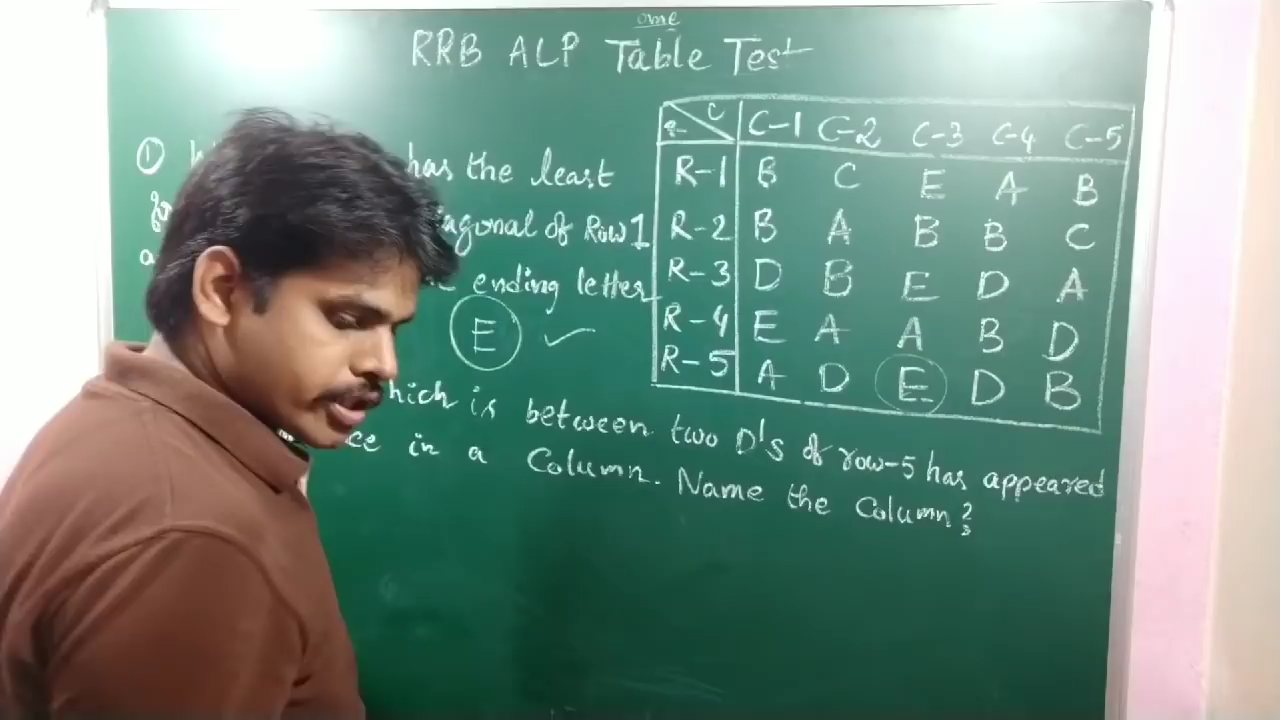 ome
RRB ALP Table Test
① has the least
agonal of Row 1
a ending letter
E ✓
hich is between two D's of row-5 has appeared
ce in a Column. Name the Column?
R C C-1 C-2 C-3 C-4 C-5
R-1 B C E A B
R-2 B A B B C
R-3 D B E D A
R-4 E A A B D
R-5 A D E D B